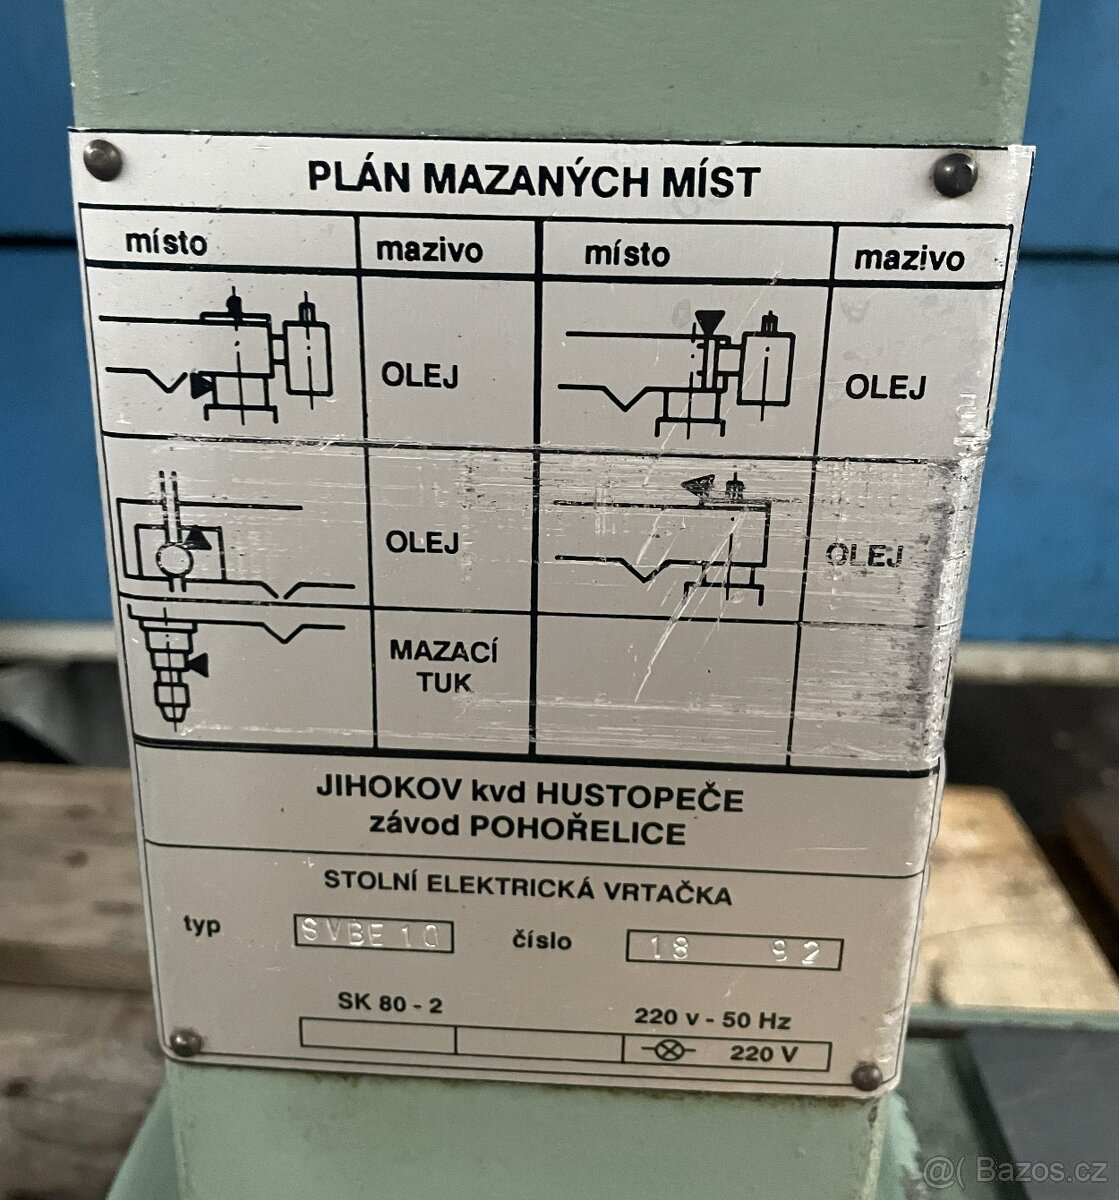 PLÁN MAZANÝCH MÍST
místo mazivo místo mazivo
OLEJ OLEJ
OLEJ OLEJ
MAZACÍ
TUK
JIHOKOV kvd HUSTOPEČE
závod POHOŘELICE
STOLNÍ ELEKTRICKÁ VRTAČKA
typ SVBE 10 číslo 18 92
SK 80 - 2 220 v - 50 Hz
220 V
@( Bazos.cz